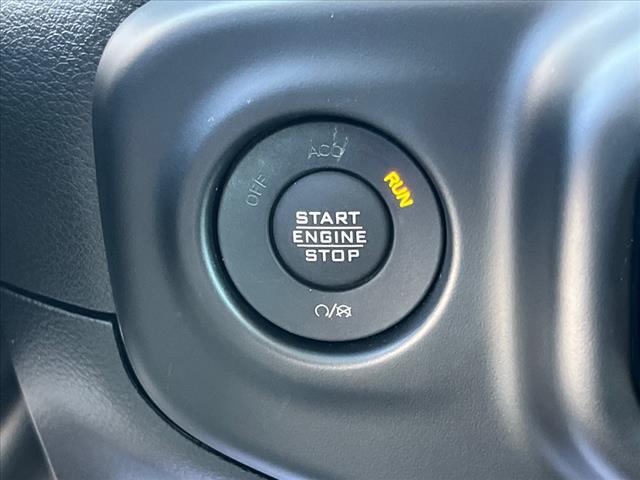 OFF ACC RUN
START
ENGINE
STOP